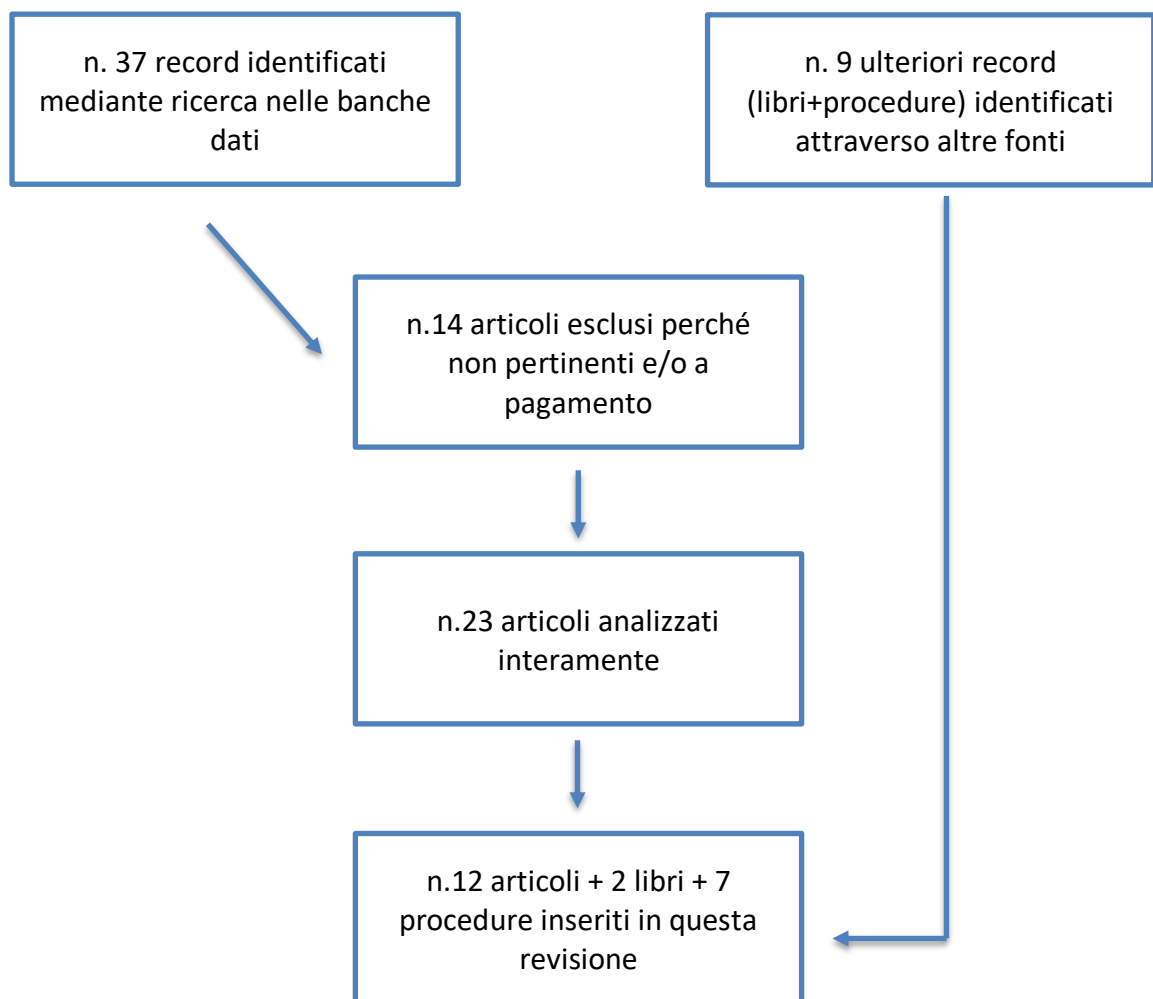 n. 37 record identificati
mediante ricerca nelle banche
dati
n. 9 ulteriori record
(libri+procedure) identificati
attraverso altre fonti
n.14 articoli esclusi perché
non pertinenti e/o a
pagamento
n.23 articoli analizzati
interamente
n.12 articoli + 2 libri + 7
procedure inseriti in questa
revisione